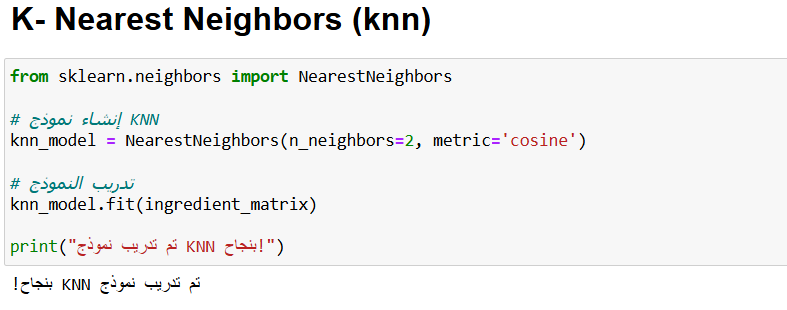 K- Nearest Neighbors (knn)
from sklearn.neighbors import NearestNeighbors
# إنشاء نموذج KNN
knn_model = NearestNeighbors(n_neighbors=2, metric='cosine')
# تدريب النموذج
knn_model.fit(ingredient_matrix)
print("تم تدريب نموذج KNN بنجاح!")
تم تدريب نموذج KNN بنجاح!